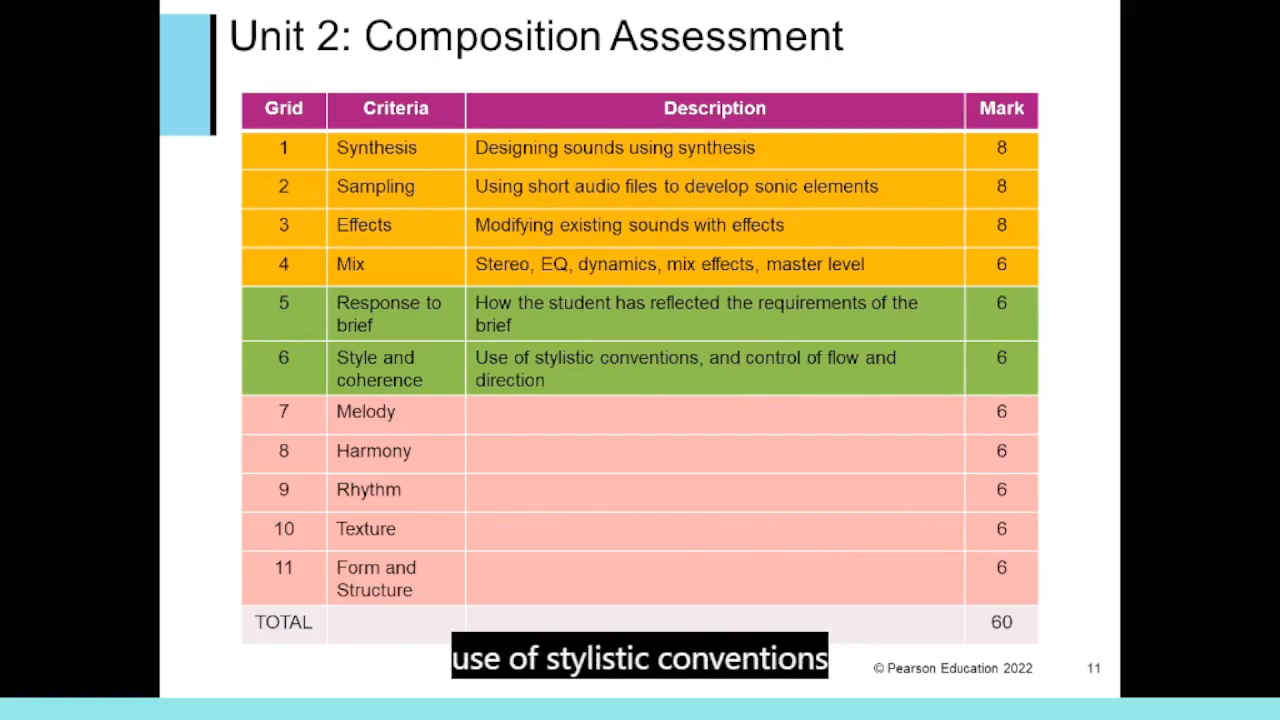 Unit 2: Composition Assessment
Grid Criteria Description Mark
1 Synthesis Designing sounds using synthesis 8
2 Sampling Using short audio files to develop sonic elements 8
3 Effects Modifying existing sounds with effects 8
4 Mix Stereo, EQ, dynamics, mix effects, master level 6
5 Response to How the student has reflected the requirements of the 6
brief brief
6 Style and Use of stylistic conventions, and control of flow and 6
coherence direction
7 Melody 6
8 Harmony 6
9 Rhythm 6
10 Texture 6
11 Form and 6
Structure
TOTAL 60
use of stylistic conventions
© Pearson Education 2022 11